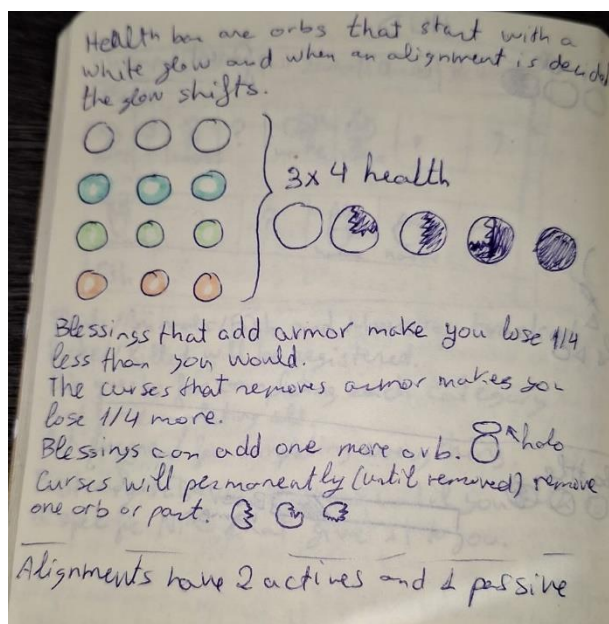 Health bar are orbs that start with a
white glow and when an alignment is
the glow shifts.
3x4 health
Blessings that add armor make you lose 1/4
less than you would.
The curses that removes armor makes you
lose 1/4 more.
Blessings can add one more orb. halo
Curses will permanently (until removed) remove
one orb or part.
Alignments have 2 actives and 1 passive